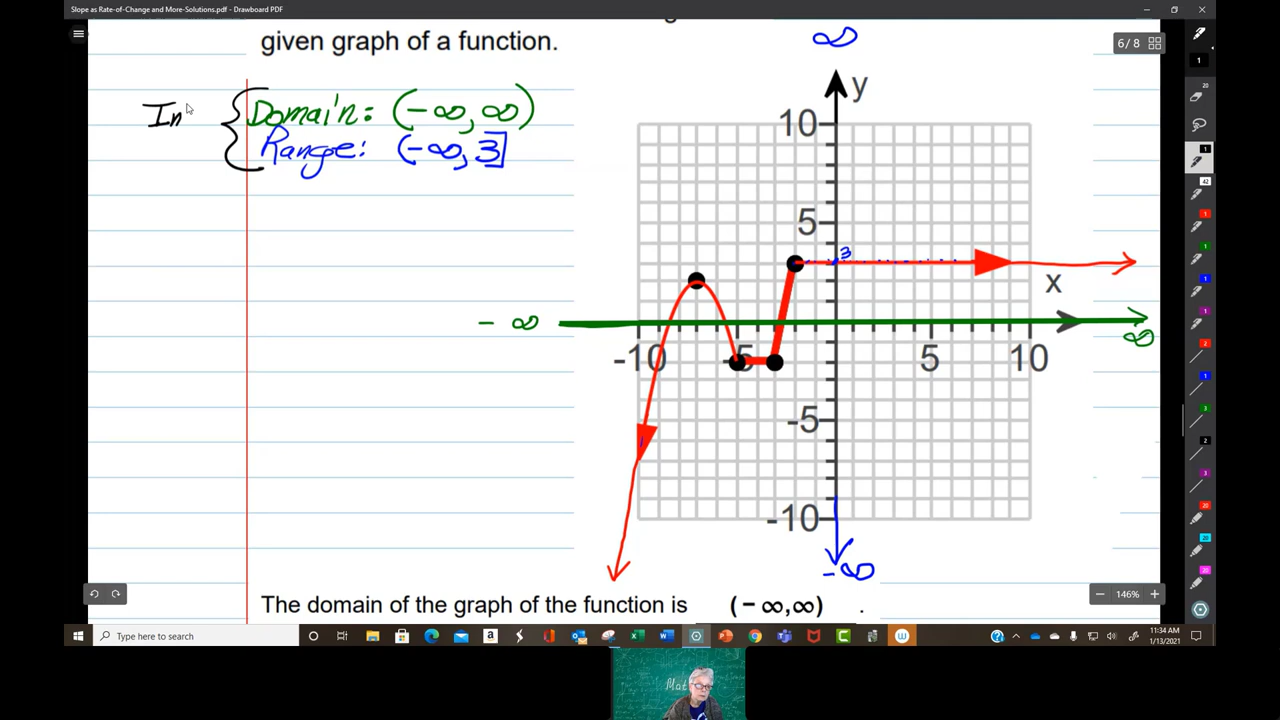 Slope as Rate-of-Change and More-Solutions.pdf - Drawboard PDF
given graph of a function.
∞
6/8
In
Domain: (-∞, ∞)
Range: (-∞, 3]
y
10
5
3
x
- ∞
∞
-10
-5
5
10
-5
-10
-∞
The domain of the graph of the function is (-∞,∞) .
146%
Type here to search
11:34 AM
1/13/2021
Mat